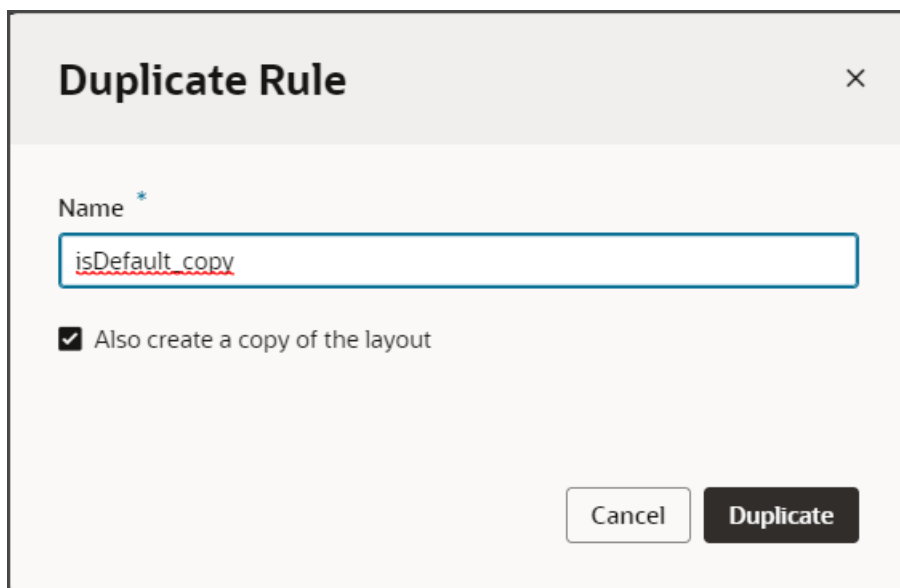 Duplicate Rule
Name *
isDefault_copy
Also create a copy of the layout
Cancel Duplicate